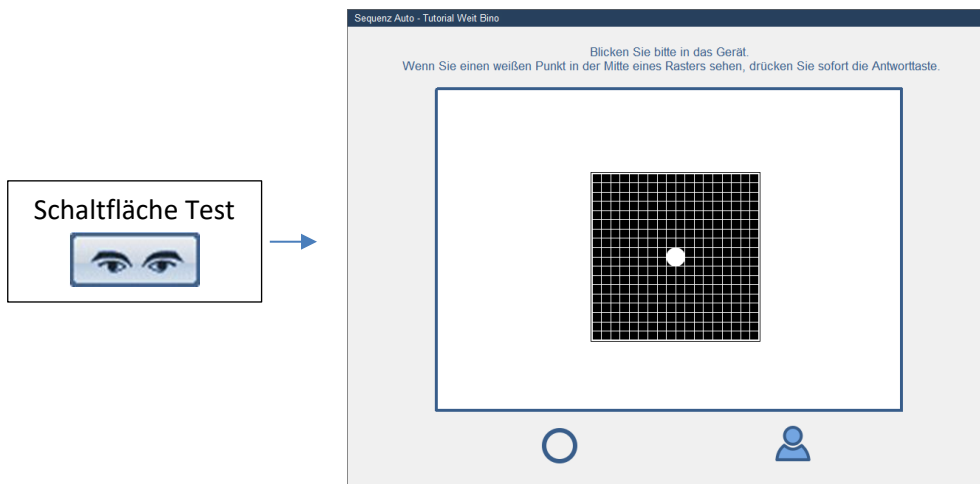 Schaltfläche Test
Sequenz Auto - Tutorial Weit Bino
Blicken Sie bitte in das Gerät.
Wenn Sie einen weißen Punkt in der Mitte eines Rasters sehen, drücken Sie sofort die Antworttaste.